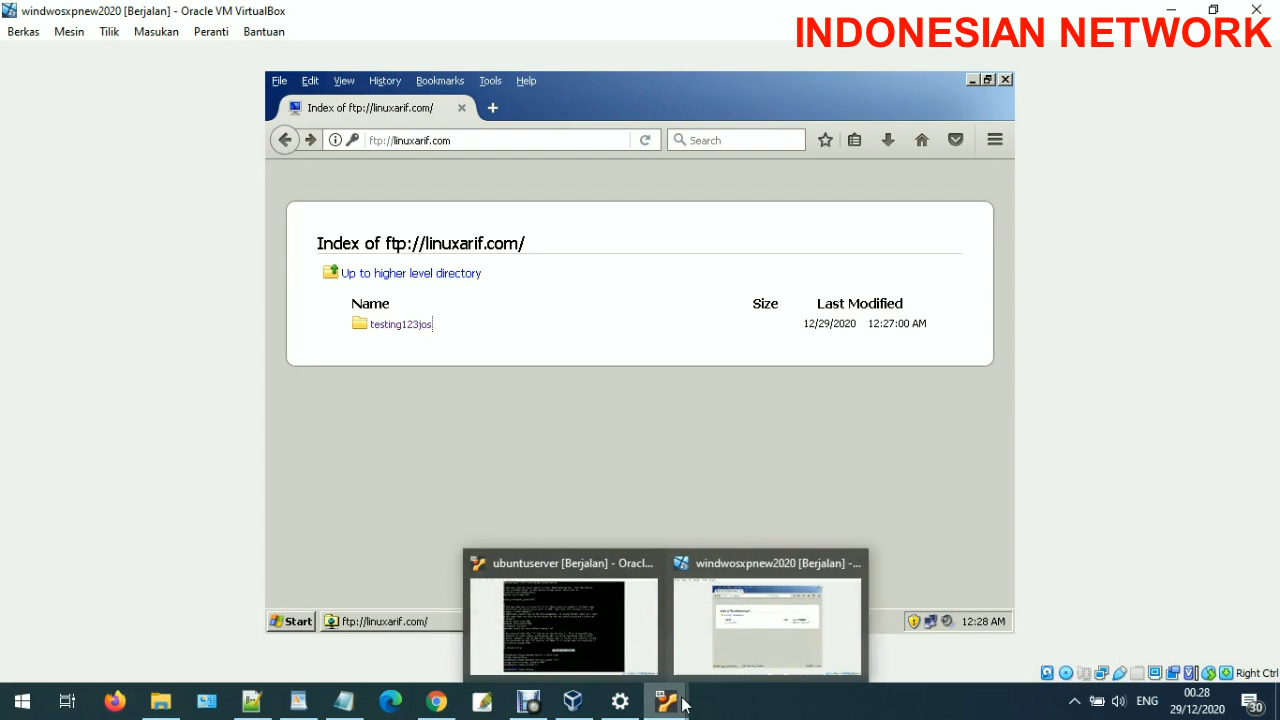 windwosxpnew2020 [Berjalan] - Oracle VM VirtualBox
Berkas Mesin Tilik Masukan Peranti Bantuan
INDONESIAN NETWORK
File Edit View History Bookmarks Tools Help
Index of ftp://linuxarif.com/
ftp://linuxarif.com
Search
Index of ftp://linuxarif.com/
Up to higher level directory
Name Size Last Modified
testing123jos 12/29/2020 12:27:00 AM
ubuntuserver [Berjalan] - Oracl...
windwosxpnew2020 [Berjalan] -...
Start ftp://linuxarif.com/ 12:28 AM
Right Ctrl
ENG
00.28
29/12/2020
30